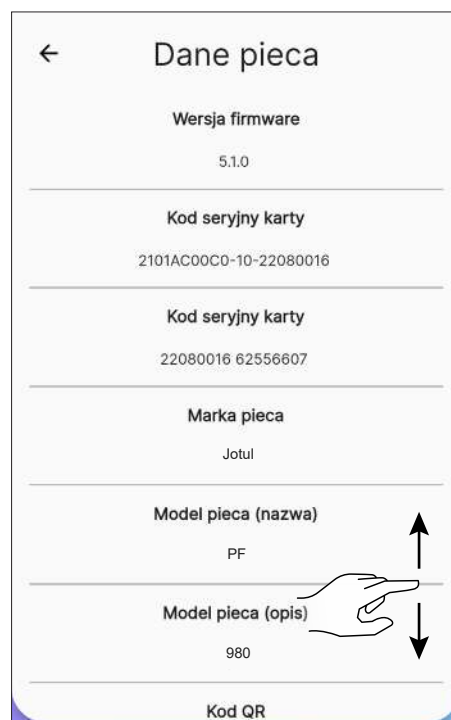 Dane pieca
Wersja firmware
5.1.0
Kod seryjny karty
2101AC00C0-10-22080016
Kod seryjny karty
22080016 62556607
Marka pieca
Jotul
Model pieca (nazwa)
PF
Model pieca (opis)
980
Kod QR